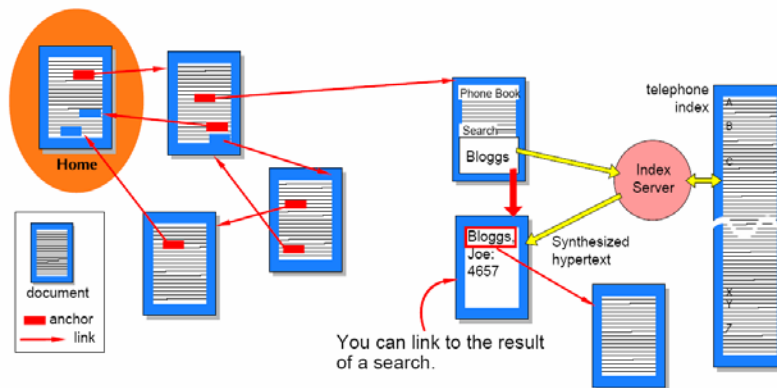 Home
document
anchor
link
Phone Book
Search
Bloggs
Index
Server
telephone
index
A
B
C
X
Y
Z
Bloggs,
Joe:
4657
Synthesized
hypertext
You can link to the result
of a search.